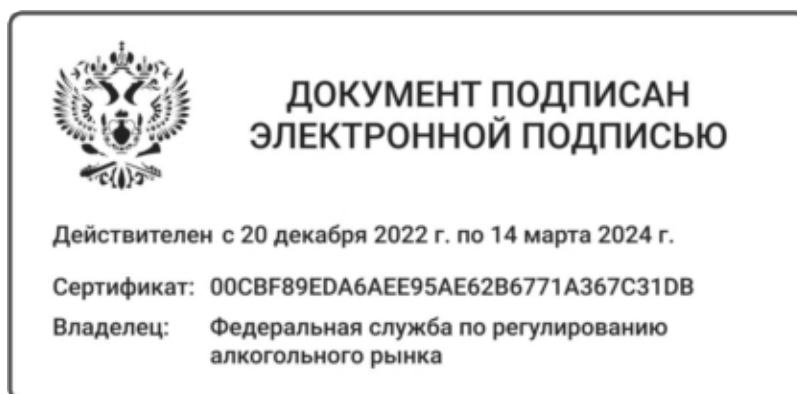 ДОКУМЕНТ ПОДПИСАН
ЭЛЕКТРОННОЙ ПОДПИСЬЮ
Действителен с 20 декабря 2022 г. по 14 марта 2024 г.
Сертификат: 00CBF89EDA6AEE95AE62B6771A367C31DB
Владелец: Федеральная служба по регулированию
алкогольного рынка